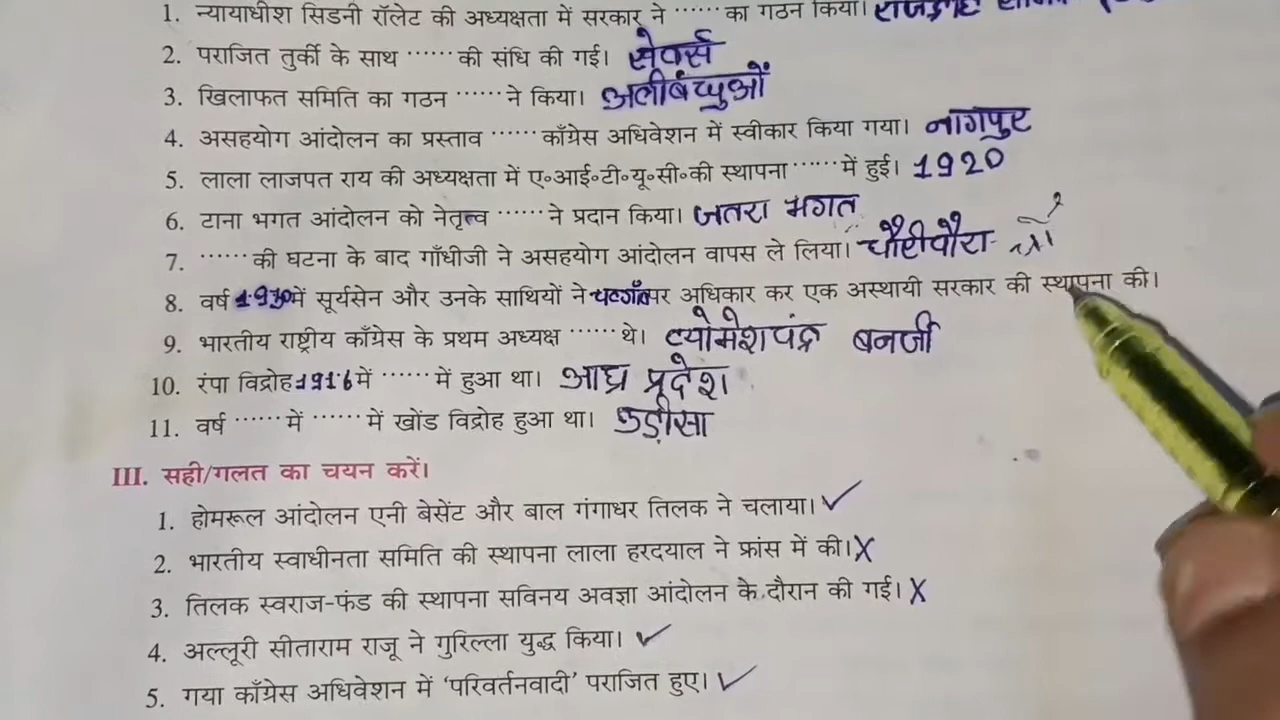 1. न्यायाधीश सिडनी रॉलेट की अध्यक्षता में सरकार ने ······ का गठन किया।
2. पराजित तुर्की के साथ ······ की संधि की गई। सेवर्स
3. खिलाफत समिति का गठन ······ ने किया। अलीबंधुओं
4. असहयोग आंदोलन का प्रस्ताव ······ काँग्रेस अधिवेशन में स्वीकार किया गया। नागपुर
5. लाला लाजपत राय की अध्यक्षता में ए॰आई॰टी॰यू॰सी॰की स्थापना ······ में हुई। 1920
6. टाना भगत आंदोलन को नेतृत्व ······ ने प्रदान किया। जतरा भगत
7. ······ की घटना के बाद गाँधीजी ने असहयोग आंदोलन वापस ले लिया। चौरीचौरा
8. वर्ष 1930 में सूर्यसेन और उनके साथियों ने चटगाँव पर अधिकार कर एक अस्थायी सरकार की स्थापना की।
9. भारतीय राष्ट्रीय काँग्रेस के प्रथम अध्यक्ष ······ थे। व्योमेशचंद्र बनर्जी
10. रंपा विद्रोह 1916 में ······ में हुआ था। आंध्र प्रदेश
11. वर्ष ······ में ······ में खोंड विद्रोह हुआ था। उड़ीसा
III. सही/गलत का चयन करें।
1. होमरूल आंदोलन एनी बेसेंट और बाल गंगाधर तिलक ने चलाया। ✓
2. भारतीय स्वाधीनता समिति की स्थापना लाला हरदयाल ने फ्रांस में की। X
3. तिलक स्वराज-फंड की स्थापना सविनय अवज्ञा आंदोलन के दौरान की गई। X
4. अल्लूरी सीताराम राजू ने गुरिल्ला युद्ध किया। ✓
5. गया काँग्रेस अधिवेशन में 'परिवर्तनवादी' पराजित हुए। ✓